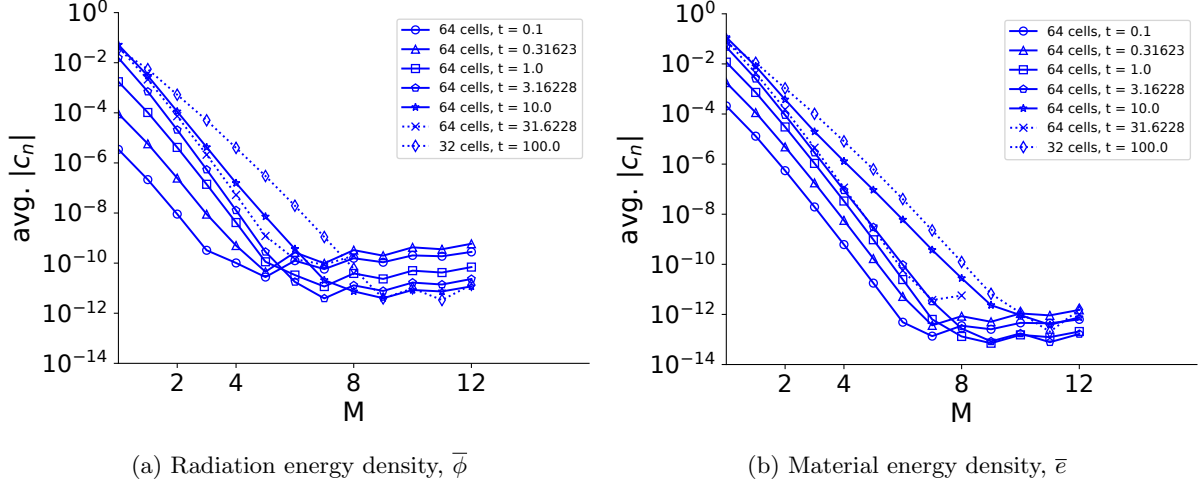 10^0
10^−2
10^−4
10^−6
10^−8
10^−10
10^−12
10^−14
avg. |c_n|
2 4 8 12
M
64 cells, t = 0.1
64 cells, t = 0.31623
64 cells, t = 1.0
64 cells, t = 3.16228
64 cells, t = 10.0
64 cells, t = 31.6228
32 cells, t = 100.0
(a) Radiation energy density, \overline{ϕ}
10^0
10^−2
10^−4
10^−6
10^−8
10^−10
10^−12
10^−14
avg. |c_n|
2 4 8 12
M
64 cells, t = 0.1
64 cells, t = 0.31623
64 cells, t = 1.0
64 cells, t = 3.16228
64 cells, t = 10.0
64 cells, t = 31.6228
32 cells, t = 100.0
(b) Material energy density, \overline{e}